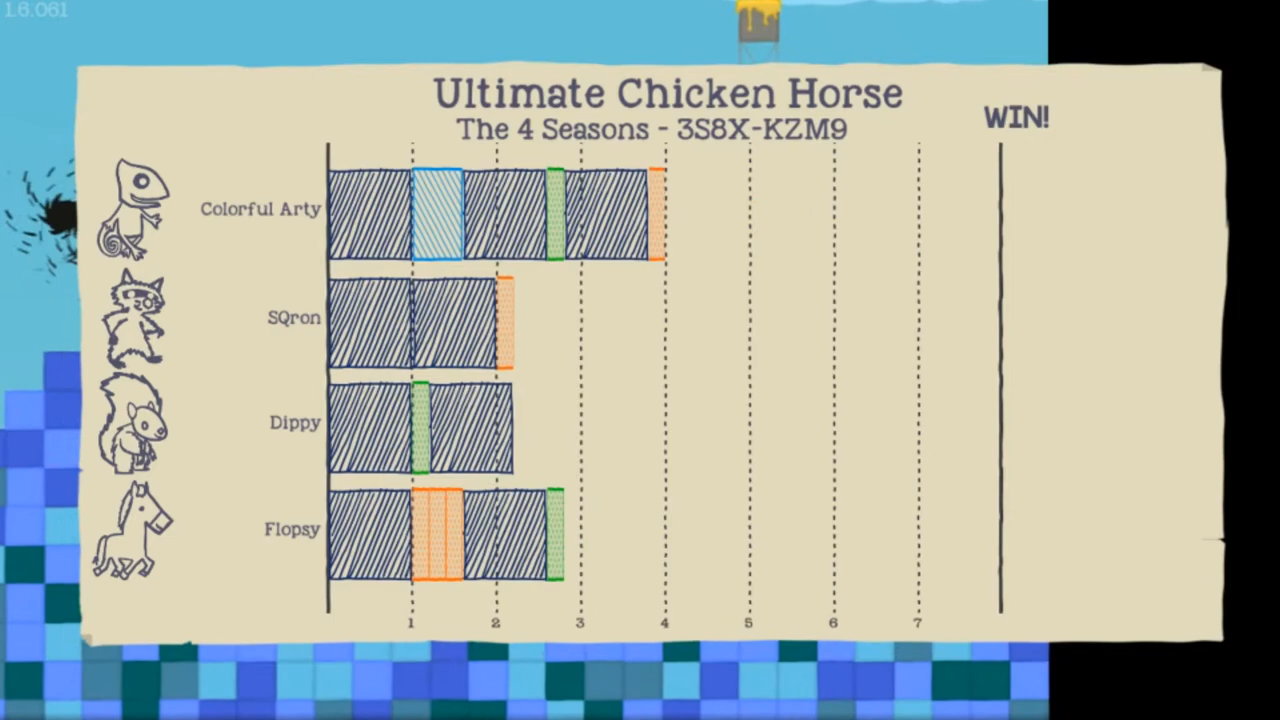 1.6.061
Ultimate Chicken Horse
The 4 Seasons - 3S8X-KZM9
WIN!
Colorful Arty
SQron
Dippy
Flopsy
1 2 3 4 5 6 7